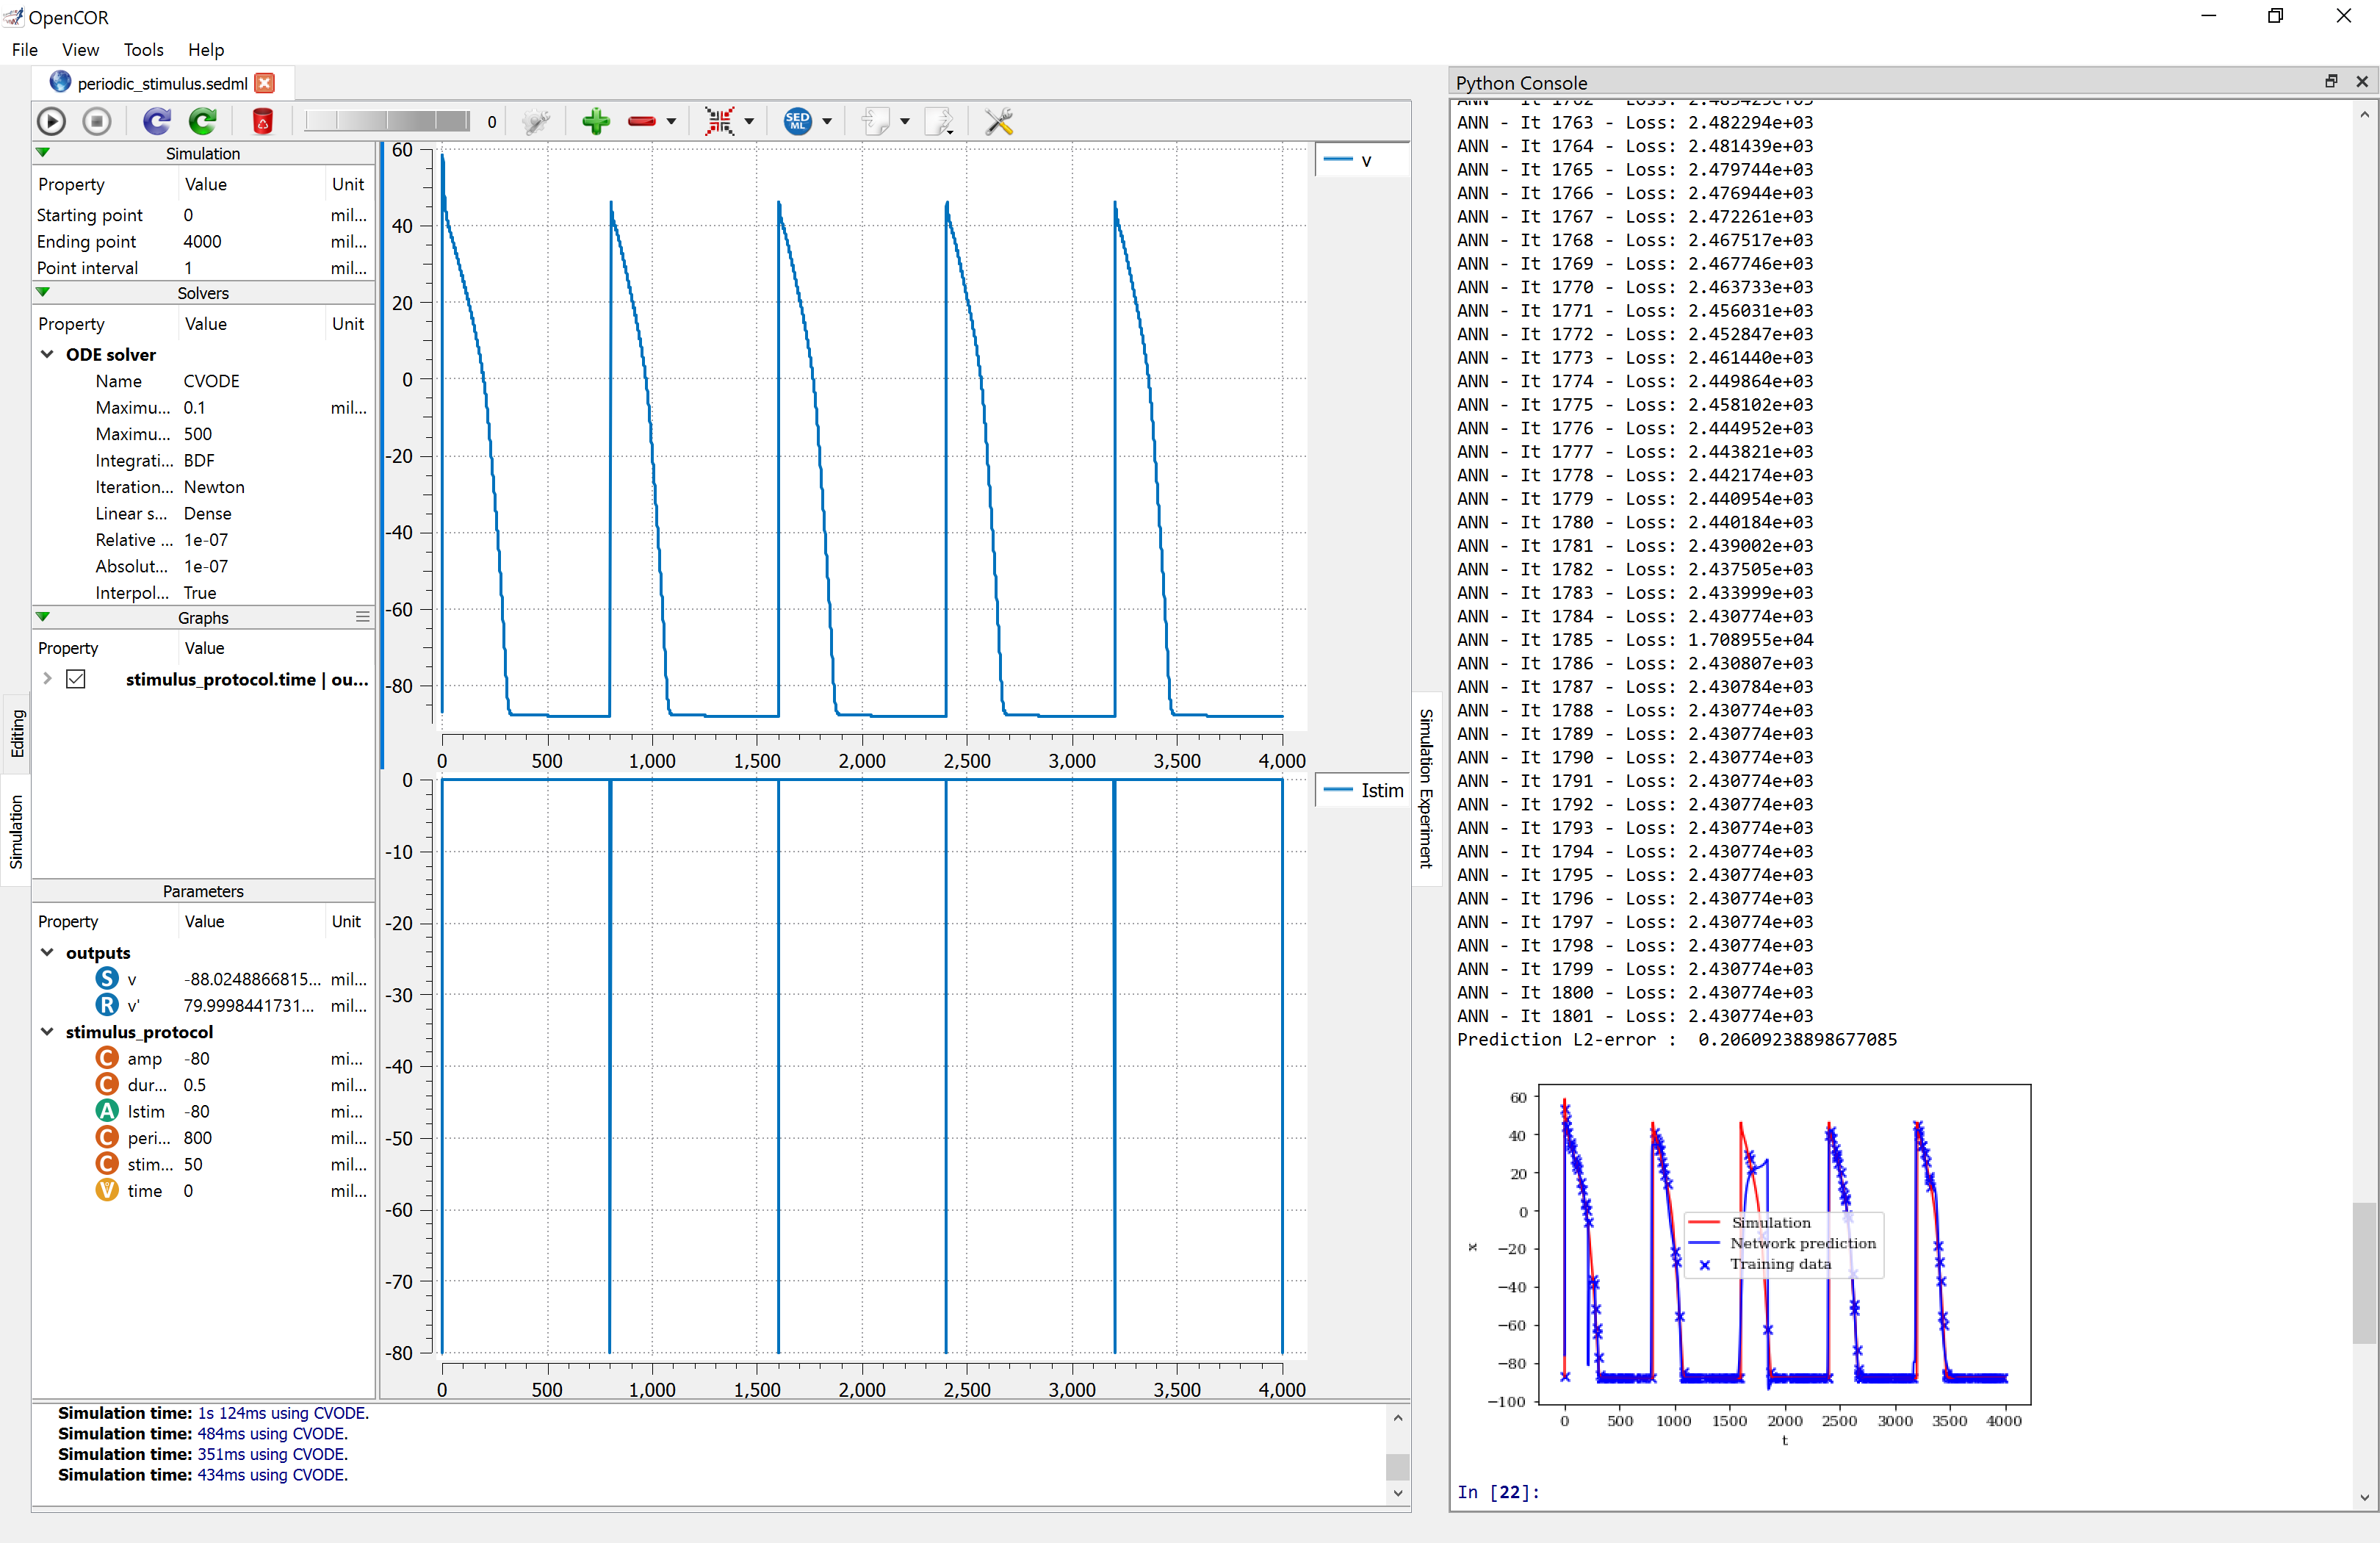 OpenCOR
File View Tools Help
periodic_stimulus.sedml
0
SED ML
Simulation
Property Value Unit
Starting point 0 mil...
Ending point 4000 mil...
Point interval 1 mil...
Solvers
Property Value Unit
ODE solver
Name CVODE
Maximu... 0.1 mil...
Maximu... 500
Integrati... BDF
Iteration... Newton
Linear s... Dense
Relative ... 1e-07
Absolut... 1e-07
Interpol... True
Graphs
Property Value
stimulus_protocol.time | ou...
Editing
Simulation
Parameters
Property Value Unit
outputs
S v -88.0248866815... mil...
R v' 79.9998441731... mil...
stimulus_protocol
C amp -80 mi...
C dur... 0.5 mil...
A Istim -80 mi...
C peri... 800 mil...
C stim... 50 mil...
V time 0 mil...
60
40
20
0
-20
-40
-60
-80
0 500 1,000 1,500 2,000 2,500 3,000 3,500 4,000
v
0
-10
-20
-30
-40
-50
-60
-70
-80
0 500 1,000 1,500 2,000 2,500 3,000 3,500 4,000
Istim
Simulation time: 1s 124ms using CVODE.
Simulation time: 484ms using CVODE.
Simulation time: 351ms using CVODE.
Simulation time: 434ms using CVODE.
Simulation Experiment
Python Console
ANN - It 1763 - Loss: 2.482294e+03
ANN - It 1764 - Loss: 2.481439e+03
ANN - It 1765 - Loss: 2.479744e+03
ANN - It 1766 - Loss: 2.476944e+03
ANN - It 1767 - Loss: 2.472261e+03
ANN - It 1768 - Loss: 2.467517e+03
ANN - It 1769 - Loss: 2.467746e+03
ANN - It 1770 - Loss: 2.463733e+03
ANN - It 1771 - Loss: 2.456031e+03
ANN - It 1772 - Loss: 2.452847e+03
ANN - It 1773 - Loss: 2.461440e+03
ANN - It 1774 - Loss: 2.449864e+03
ANN - It 1775 - Loss: 2.458102e+03
ANN - It 1776 - Loss: 2.444952e+03
ANN - It 1777 - Loss: 2.443821e+03
ANN - It 1778 - Loss: 2.442174e+03
ANN - It 1779 - Loss: 2.440954e+03
ANN - It 1780 - Loss: 2.440184e+03
ANN - It 1781 - Loss: 2.439002e+03
ANN - It 1782 - Loss: 2.437505e+03
ANN - It 1783 - Loss: 2.433999e+03
ANN - It 1784 - Loss: 2.430774e+03
ANN - It 1785 - Loss: 1.708955e+04
ANN - It 1786 - Loss: 2.430807e+03
ANN - It 1787 - Loss: 2.430784e+03
ANN - It 1788 - Loss: 2.430774e+03
ANN - It 1789 - Loss: 2.430774e+03
ANN - It 1790 - Loss: 2.430774e+03
ANN - It 1791 - Loss: 2.430774e+03
ANN - It 1792 - Loss: 2.430774e+03
ANN - It 1793 - Loss: 2.430774e+03
ANN - It 1794 - Loss: 2.430774e+03
ANN - It 1795 - Loss: 2.430774e+03
ANN - It 1796 - Loss: 2.430774e+03
ANN - It 1797 - Loss: 2.430774e+03
ANN - It 1798 - Loss: 2.430774e+03
ANN - It 1799 - Loss: 2.430774e+03
ANN - It 1800 - Loss: 2.430774e+03
ANN - It 1801 - Loss: 2.430774e+03
Prediction L2-error : 0.20609238898677085
60
40
20
0
−20
−40
−60
−80
−100
x
Simulation
Network prediction
Training data
0 500 1000 1500 2000 2500 3000 3500 4000
t
In [22]: